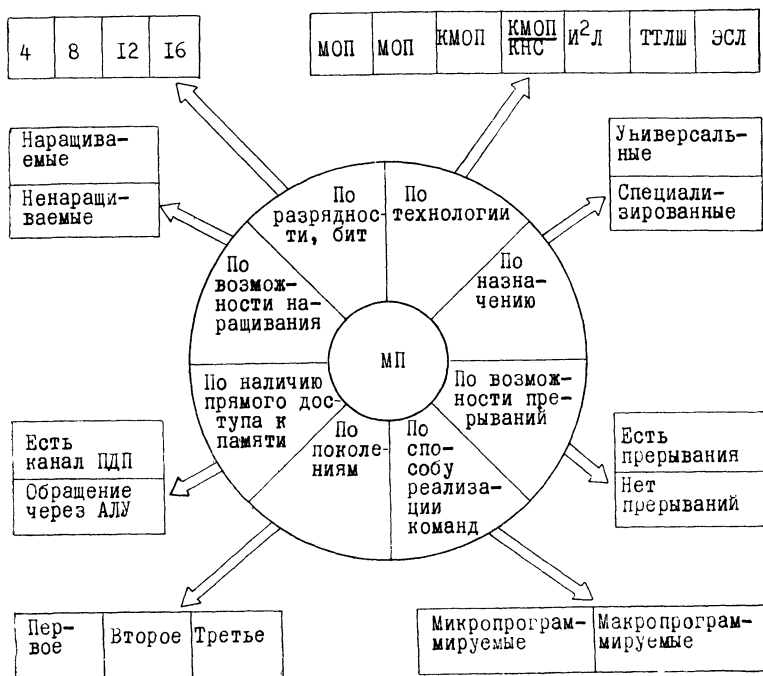 4 8 I2 I6
МОП МОП КМОП КМОП И²Л ТТЛШ ЭСЛ
КНС
Наращива-
емые
Ненаращи-
ваемые
Универсаль-
ные
Специали-
зированные
По
разряднос-
ти, бит
По
технологии
По
возмож-
ности на-
ращивания
По
назна-
чению
МП
По наличию
прямого дос-
тупа к
памяти
По возмож-
ности пре-
рываний
По
поколе-
ниям
По
спо-
собу
реализа-
ции
команд
Есть
канал ПДП
Обращение
через АЛУ
Есть
прерывания
Нет
прерываний
Пер-
вое
Второе
Третье
Микропрограм-
мируемые
Макропрограм-
мируемые